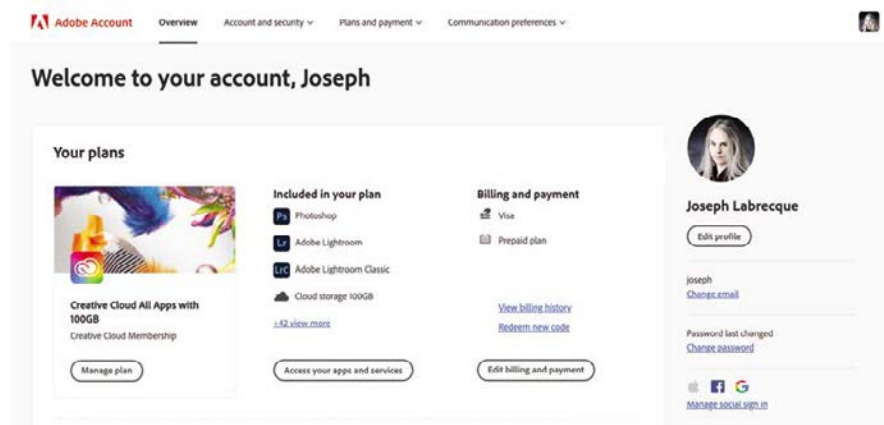 Adobe Account
Overview
Account and security
Plans and payment
Communication preferences
Welcome to your account, Joseph
Your plans
Creative Cloud All Apps with
100GB
Creative Cloud Membership
Manage plan
Included in your plan
Ps Photoshop
Lr Adobe Lightroom
LrC Adobe Lightroom Classic
Cloud storage 100GB
+42 view more
Access your apps and services
Billing and payment
Visa
Prepaid plan
View billing history
Redeem new code
Edit billing and payment
Joseph Labrecque
Edit profile
joseph
Change email
Password last changed
Change password
Manage social sign in